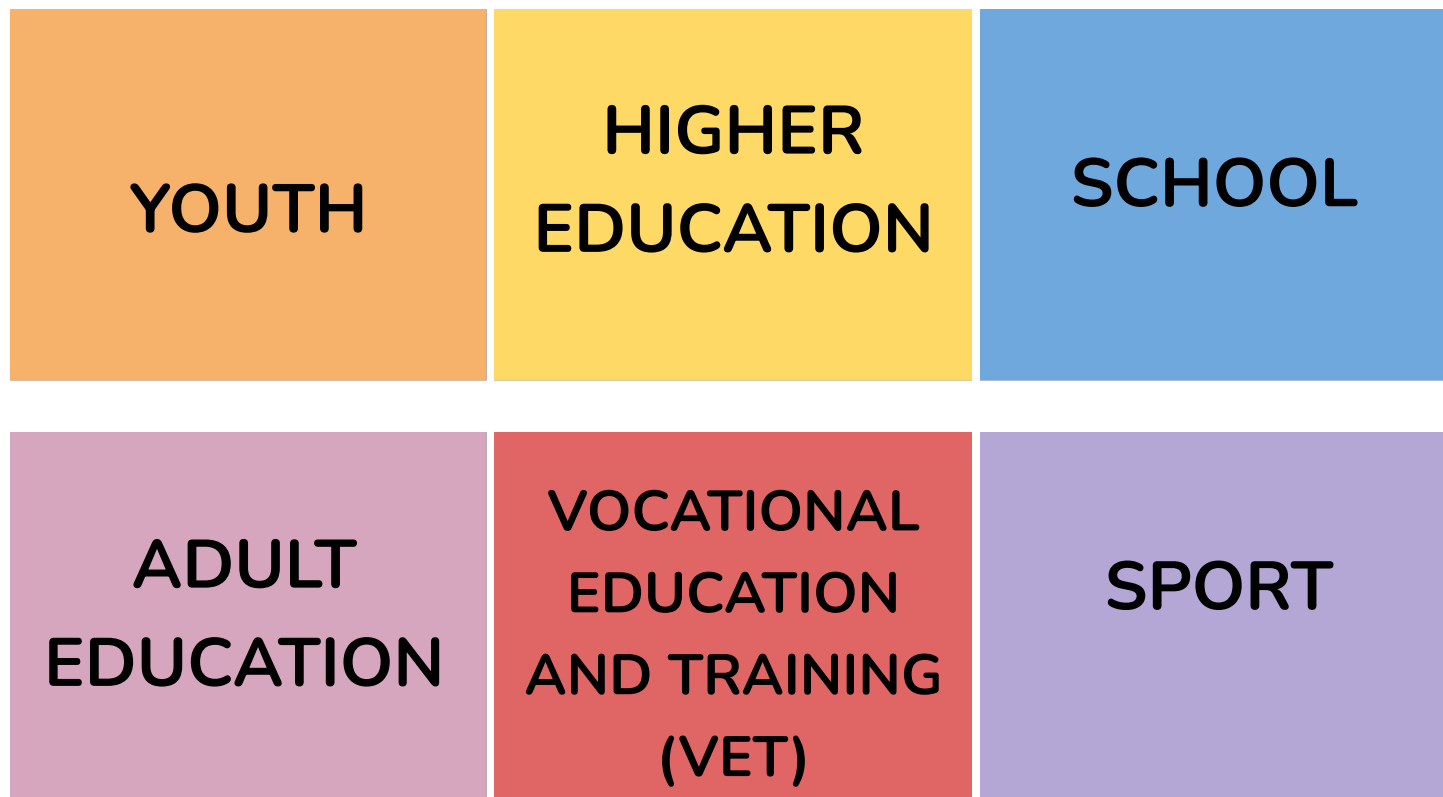 YOUTH
HIGHER
EDUCATION
SCHOOL
ADULT
EDUCATION
VOCATIONAL
EDUCATION
AND TRAINING
(VET)
SPORT